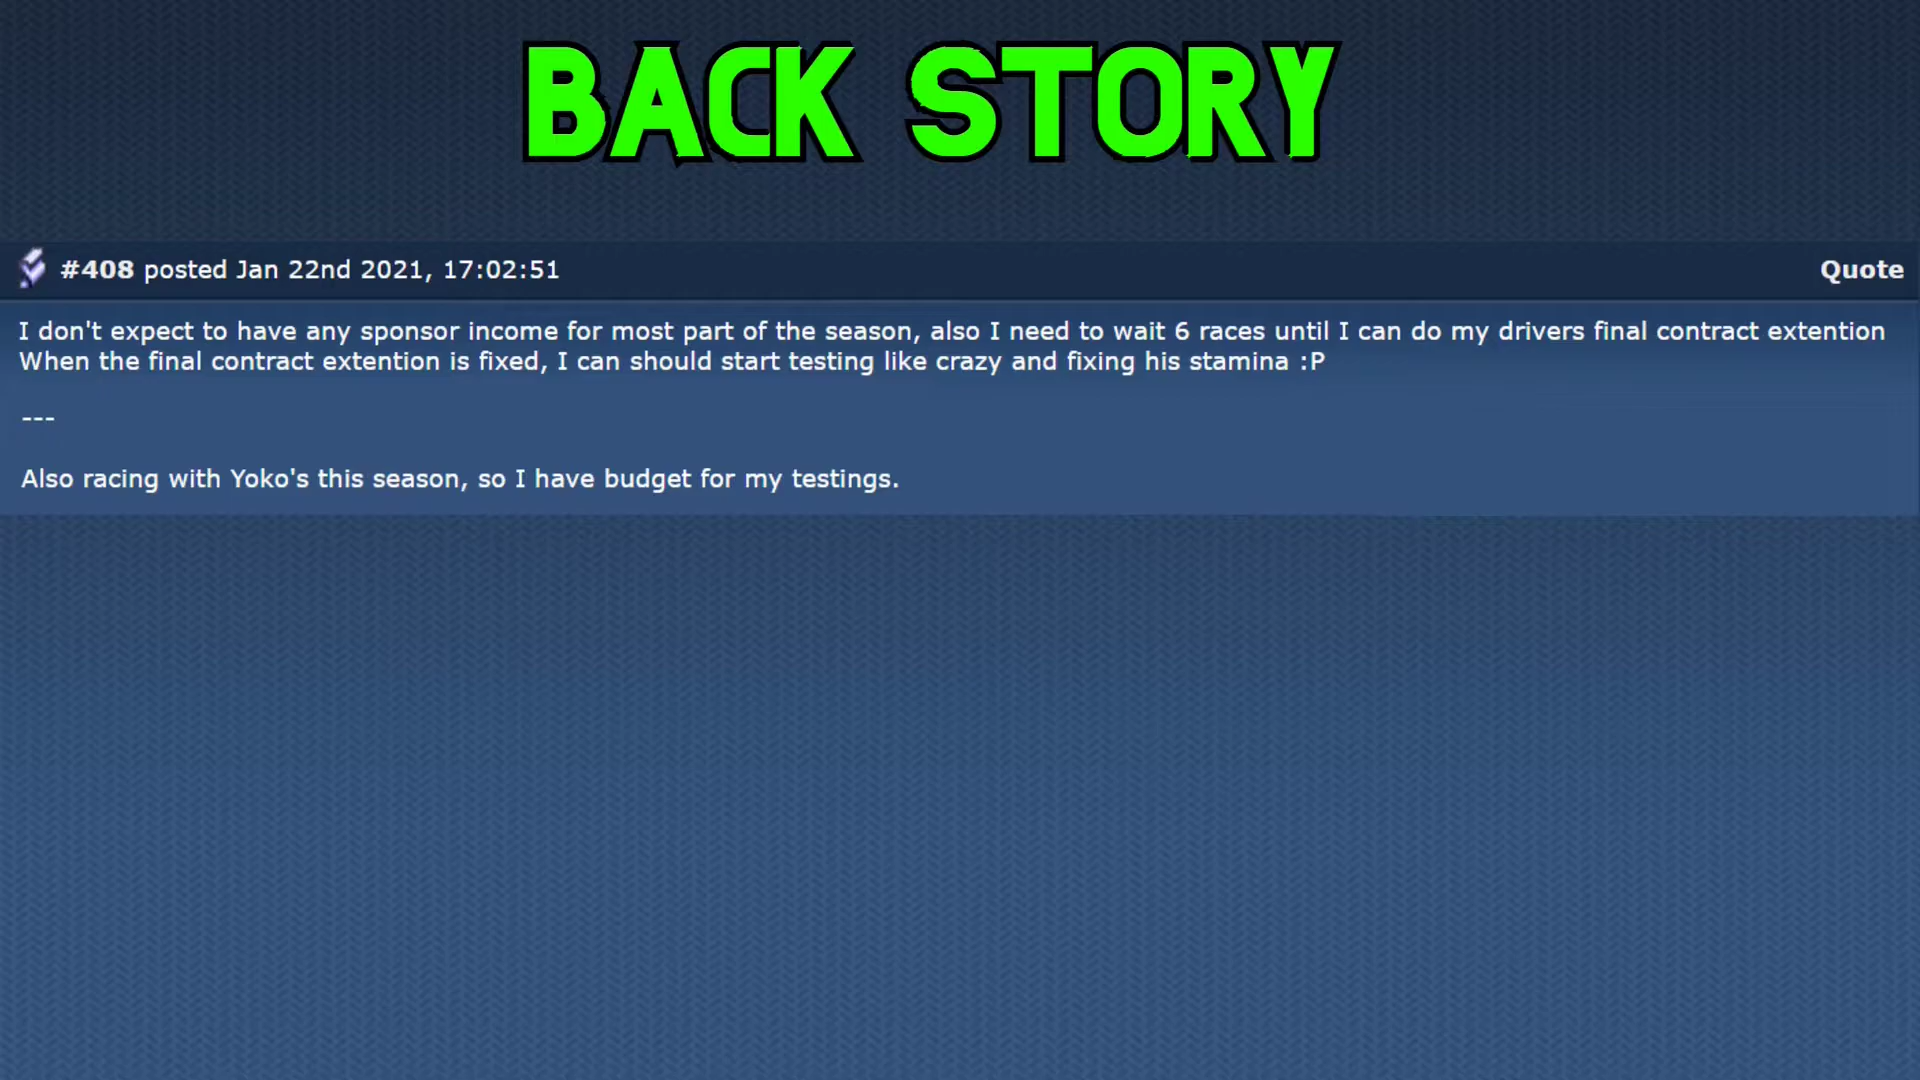 BACK STORY
#408 posted Jan 22nd 2021, 17:02:51 Quote
I don't expect to have any sponsor income for most part of the season, also I need to wait 6 races until I can do my drivers final contract extention
When the final contract extention is fixed, I can should start testing like crazy and fixing his stamina :P
---
Also racing with Yoko's this season, so I have budget for my testings.